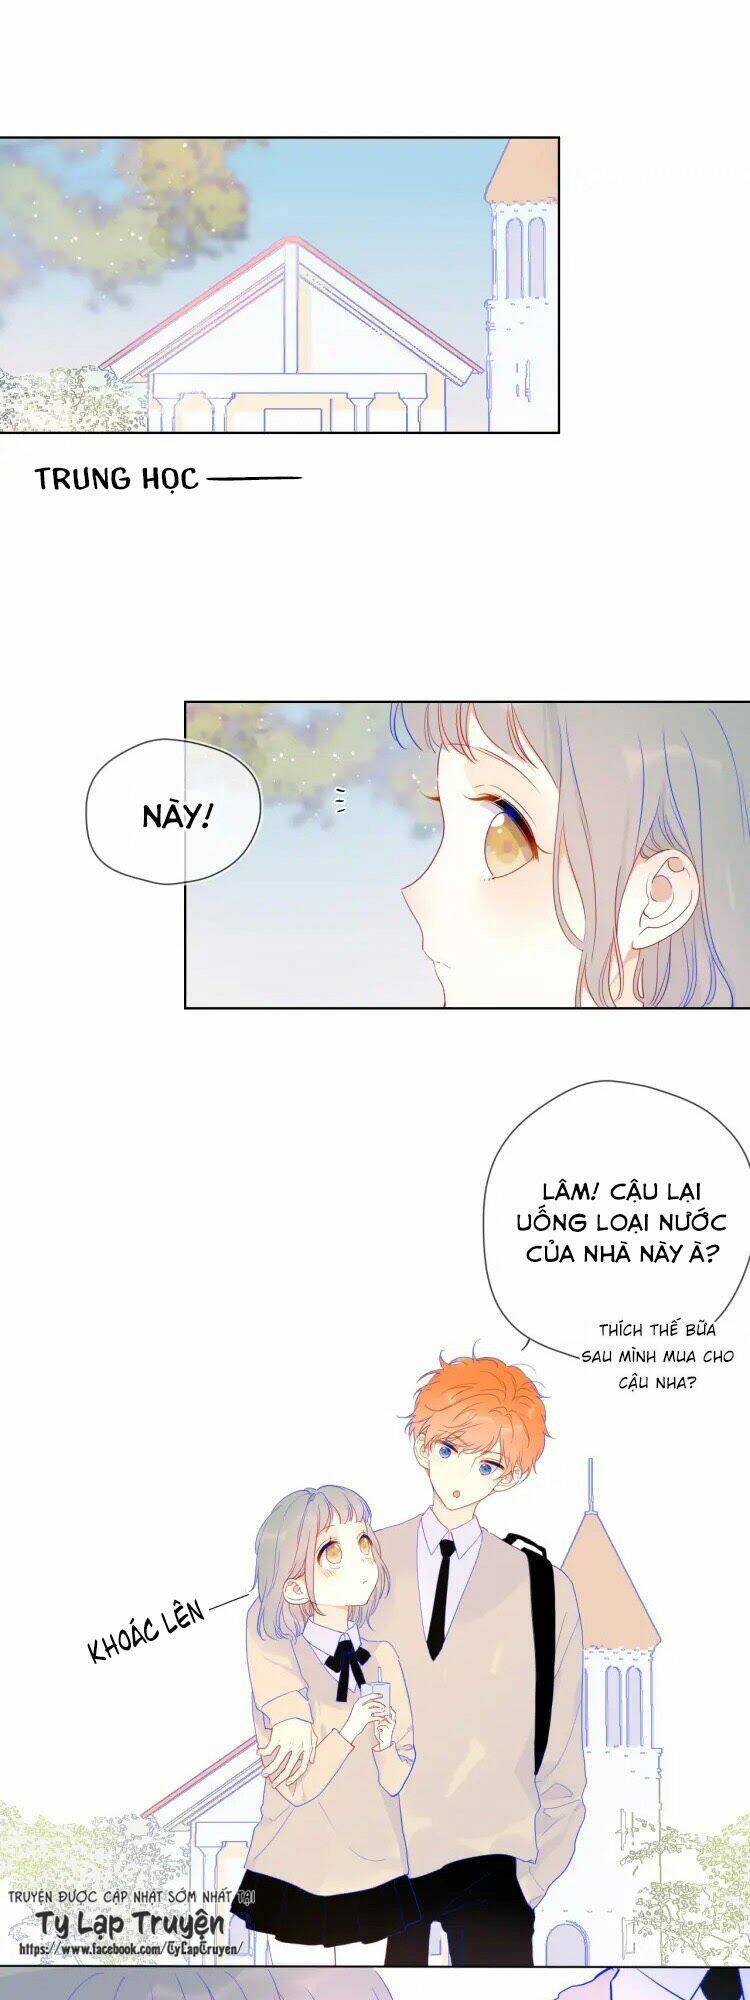 TRUNG HỌC
NÀY!
LÂM! CẬU LẠI
UỐNG LOẠI NƯỚC
CỦA NHÀ NÀY À?
THÍCH THẾ BỮA
SAU MÌNH MUA CHO
CẬU NHA?
KHOÁC LÊN
TRUYỆN ĐƯỢC CẬP NHẬT SỚM NHẤT TẠI
Ty Lạp Truyện
https://www.facebook.com/TyLapTruyen/